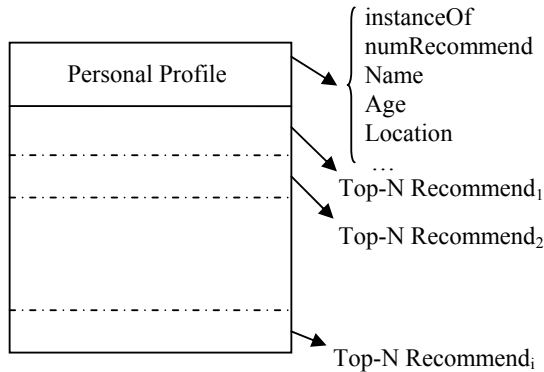 instanceOf
numRecommend
Personal Profile
Name
Age
Location
…
Top-N Recommend₁
Top-N Recommend₂
Top-N Recommendᵢ